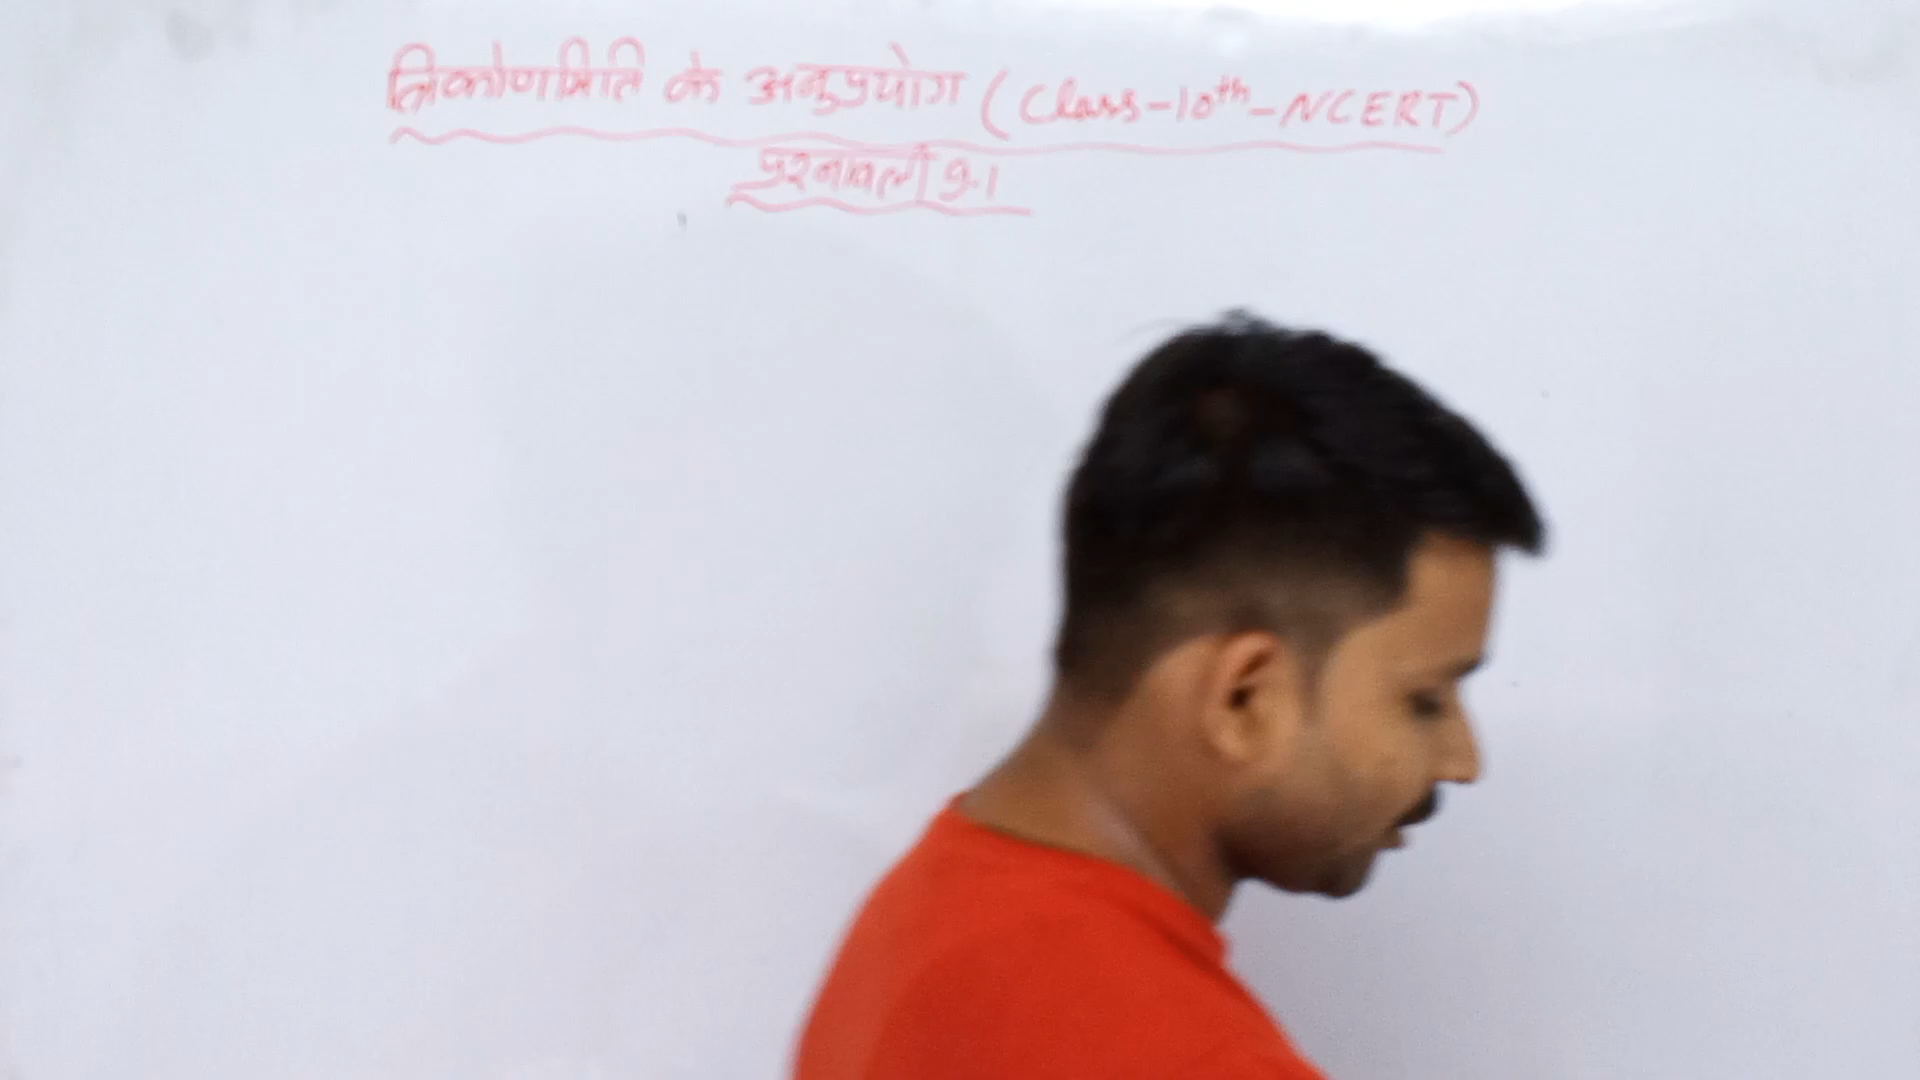 त्रिकोणमिति के अनुप्रयोग (Class-10th-NCERT)
प्रश्नावली 9.1